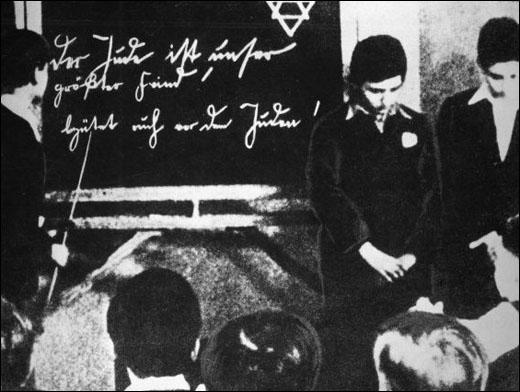 Der Jude ist unser
größter Feind!
Hütet euch vor den Juden!